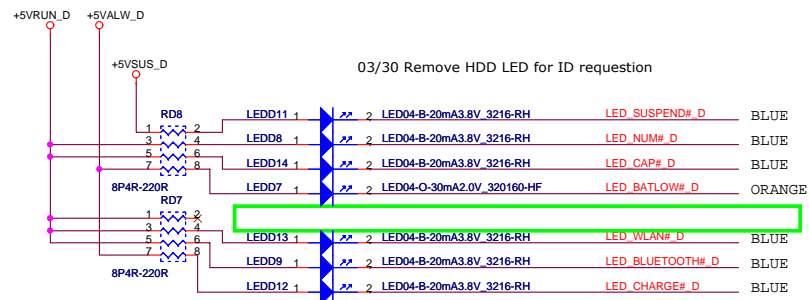 +5VRUN_D
+5VALW_D
+5VSUS_D
03/30 Remove HDD LED for ID requestion
RD8
1 2
3 4
5 6
7 8
8P4R-220R
LEDD11 1 2 LED04-B-20mA3.8V_3216-RH LED_SUSPEND#_D BLUE
LEDD8 1 2 LED04-B-20mA3.8V_3216-RH LED_NUM#_D BLUE
LEDD14 1 2 LED04-B-20mA3.8V_3216-RH LED_CAP#_D BLUE
LEDD7 1 2 LED04-O-30mA2.0V_320160-HF LED_BATLOW#_D ORANGE
RD7
1 2
3 4
5 6
7 8
8P4R-220R
LEDD13 1 2 LED04-B-20mA3.8V_3216-RH LED_WLAN#_D BLUE
LEDD9 1 2 LED04-B-20mA3.8V_3216-RH LED_BLUETOOTH#_D BLUE
LEDD12 1 2 LED04-B-20mA3.8V_3216-RH LED_CHARGE#_D BLUE